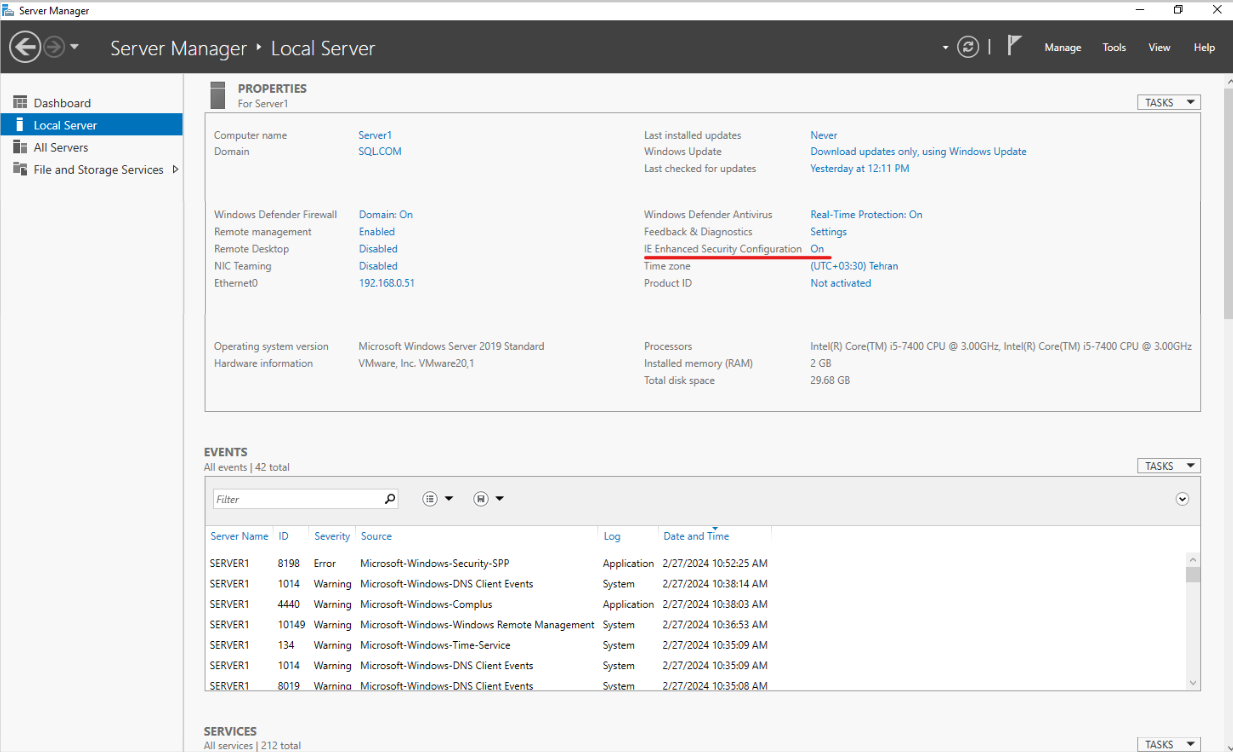 Server Manager
Server Manager ‣ Local Server
Manage Tools View Help
Dashboard
Local Server
All Servers
File and Storage Services
PROPERTIES
For Server1
TASKS
Computer name Server1
Domain SQL.COM
Last installed updates Never
Windows Update Download updates only, using Windows Update
Last checked for updates Yesterday at 12:11 PM
Windows Defender Firewall Domain: On
Remote management Enabled
Remote Desktop Disabled
NIC Teaming Disabled
Ethernet0 192.168.0.51
Windows Defender Antivirus Real-Time Protection: On
Feedback & Diagnostics Settings
IE Enhanced Security Configuration On
Time zone (UTC+03:30) Tehran
Product ID Not activated
Operating system version Microsoft Windows Server 2019 Standard
Hardware information VMware, Inc. VMware20,1
Processors Intel(R) Core(TM) i5-7400 CPU @ 3.00GHz, Intel(R) Core(TM) i5-7400 CPU @ 3.00GHz
Installed memory (RAM) 2 GB
Total disk space 29.68 GB
EVENTS
All events | 42 total
TASKS
Filter
Server Name ID Severity Source Log Date and Time
SERVER1 8198 Error Microsoft-Windows-Security-SPP Application 2/27/2024 10:52:25 AM
SERVER1 1014 Warning Microsoft-Windows-DNS Client Events System 2/27/2024 10:38:14 AM
SERVER1 4440 Warning Microsoft-Windows-Complus Application 2/27/2024 10:38:03 AM
SERVER1 10149 Warning Microsoft-Windows-Windows Remote Management System 2/27/2024 10:36:53 AM
SERVER1 134 Warning Microsoft-Windows-Time-Service System 2/27/2024 10:35:09 AM
SERVER1 1014 Warning Microsoft-Windows-DNS Client Events System 2/27/2024 10:35:09 AM
SERVER1 8019 Warning Microsoft-Windows-DNS Client Events System 2/27/2024 10:35:08 AM
SERVICES
All services | 212 total
TASKS